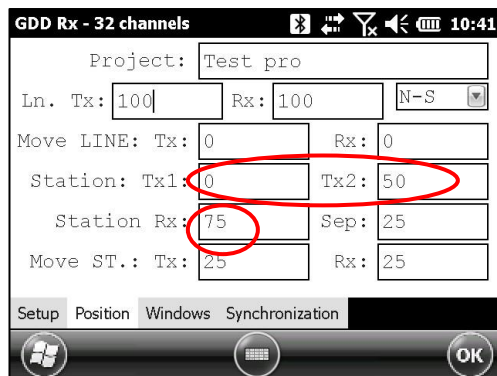 GDD Rx - 32 channels 10:41
Project: Test pro
Ln. Tx: 100 Rx: 100 N-S
Move LINE: Tx: 0 Rx: 0
Station: Tx1: 0 Tx2: 50
Station Rx: 75 Sep: 25
Move ST.: Tx: 25 Rx: 25
Setup Position Windows Synchronization
OK